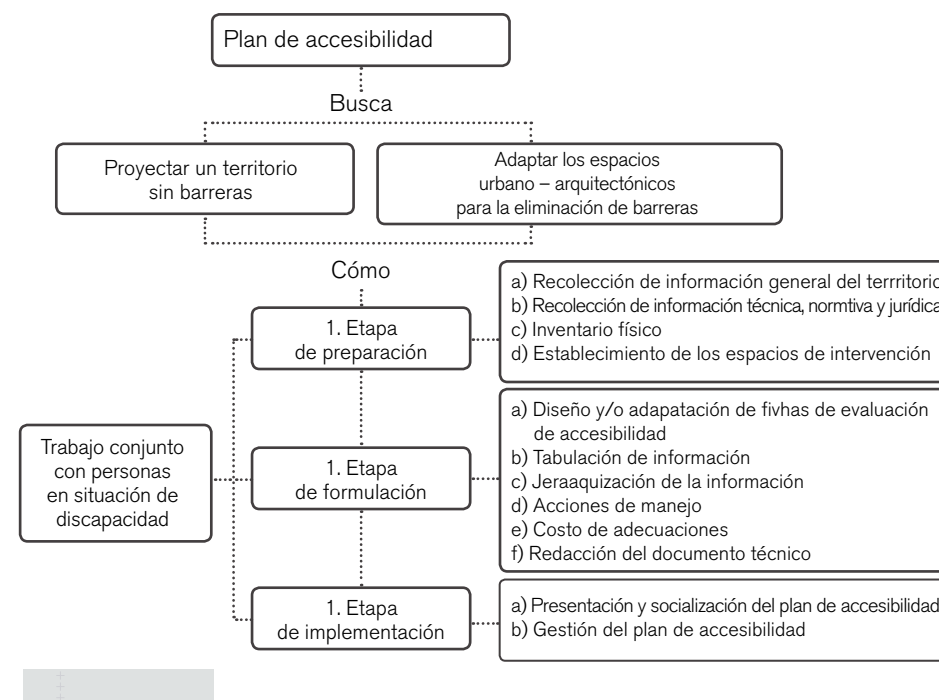 Plan de accesibilidad
Busca
Proyectar un territorio
sin barreras
Adaptar los espacios
urbano – arquitectónicos
para la eliminación de barreras
Cómo
1. Etapa
de preparación
a) Recolección de información general del terrritorio
b) Recolección de información técnica, normtiva y jurídica
c) Inventario físico
d) Establecimiento de los espacios de intervención
Trabajo conjunto
con personas
en situación de
discapacidad
1. Etapa
de formulación
a) Diseño y/o adapatación de fivhas de evaluación
de accesibilidad
b) Tabulación de información
c) Jeraaquización de la información
d) Acciones de manejo
e) Costo de adecuaciones
f) Redacción del documento técnico
1. Etapa
de implementación
a) Presentación y socialización del plan de accesibilidad
b) Gestión del plan de accesibilidad